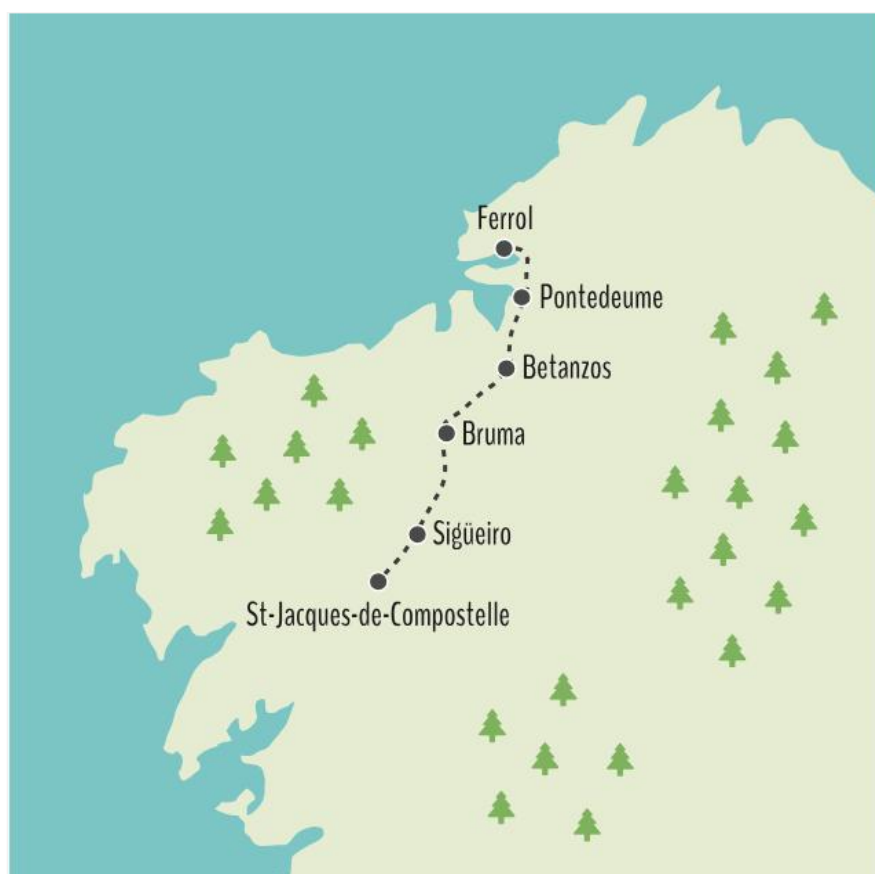 Ferrol
Pontedeume
Betanzos
Bruma
Sigüeiro
St-Jacques-de-Compostelle